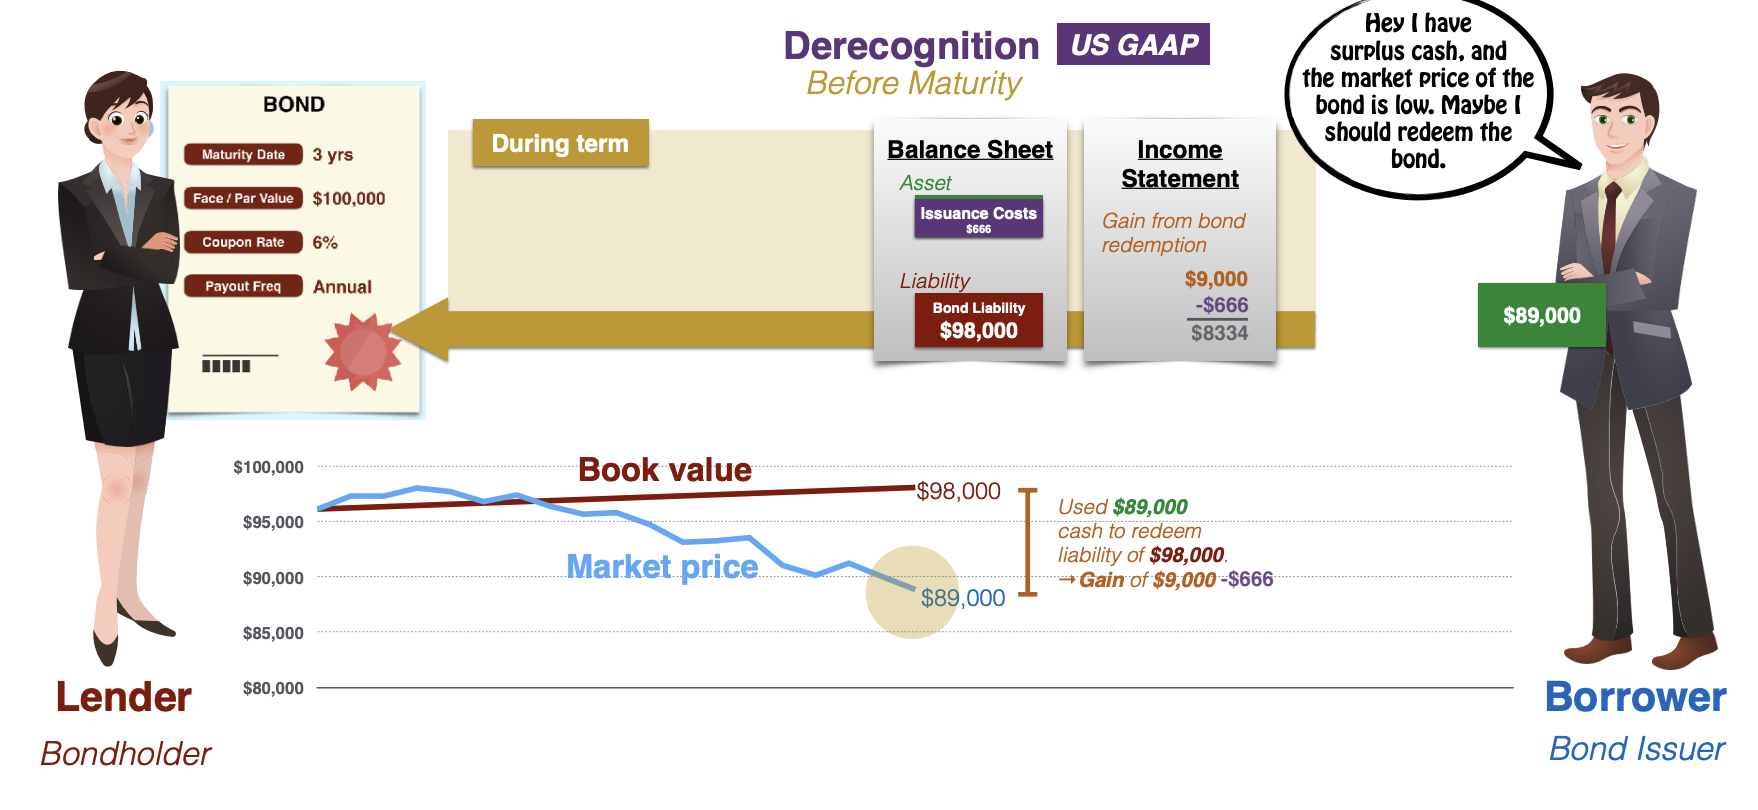 Derecognition US GAAP
Before Maturity
Hey I have
surplus cash, and
the market price of the
bond is low. Maybe I
should redeem the
bond.
BOND
Maturity Date 3 yrs
Face / Par Value $100,000
Coupon Rate 6%
Payout Freq Annual
During term
Balance Sheet
Asset
Issuance Costs
$666
Liability
Bond Liability
$98,000
Income
Statement
Gain from bond
redemption
$9,000
-$666
$8334
$89,000
$100,000
$95,000
$90,000
$85,000
$80,000
Book value
$98,000
Market price
$89,000
Used $89,000
cash to redeem
liability of $98,000.
→ Gain of $9,000 -$666
Lender
Bondholder
Borrower
Bond Issuer